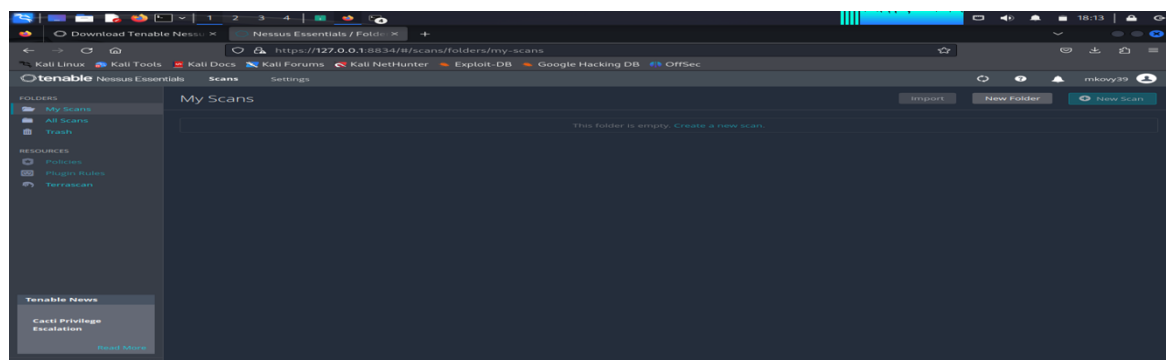 1 2 3 4 18:13
Download Tenable Nessu Nessus Essentials / Folde
https://127.0.0.1:8834/#/scans/folders/my-scans
Kali Linux Kali Tools Kali Docs Kali Forums Kali NetHunter Exploit-DB Google Hacking DB OffSec
tenable Nessus Essentials Scans Settings mkovy39
FOLDERS
My Scans
All Scans
Trash
RESOURCES
Policies
Plugin Rules
Terrascan
My Scans Import New Folder New Scan
This folder is empty. Create a new scan.
Tenable News
Cacti Privilege
Escalation
Read More